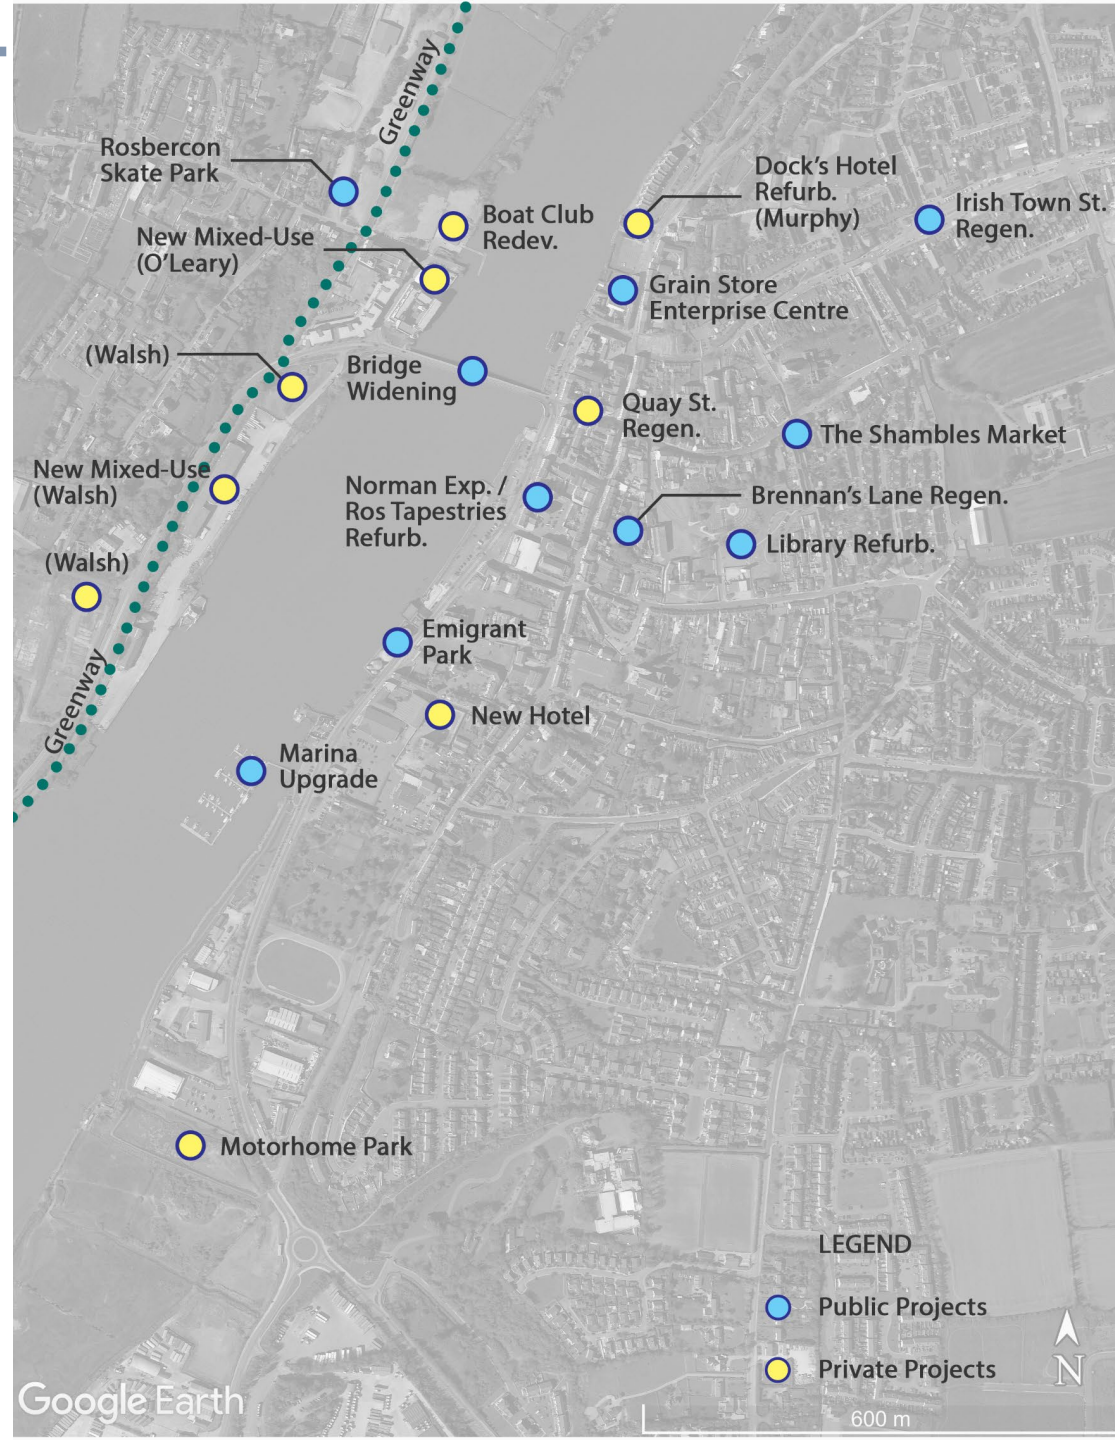 Greenway
Rosbercon
Skate Park
Dock's Hotel
Refurb.
(Murphy)
Irish Town St.
Regen.
Boat Club
Redev.
New Mixed-Use
(O'Leary)
Grain Store
Enterprise Centre
(Walsh)
Bridge
Widening
Quay St.
Regen.
The Shambles Market
New Mixed-Use
(Walsh)
Norman Exp. /
Ros Tapestries
Refurb.
Brennan's Lane Regen.
Library Refurb.
(Walsh)
Emigrant
Park
Greenway
New Hotel
Marina
Upgrade
Motorhome Park
LEGEND
Public Projects
Private Projects
N
Google Earth
600 m